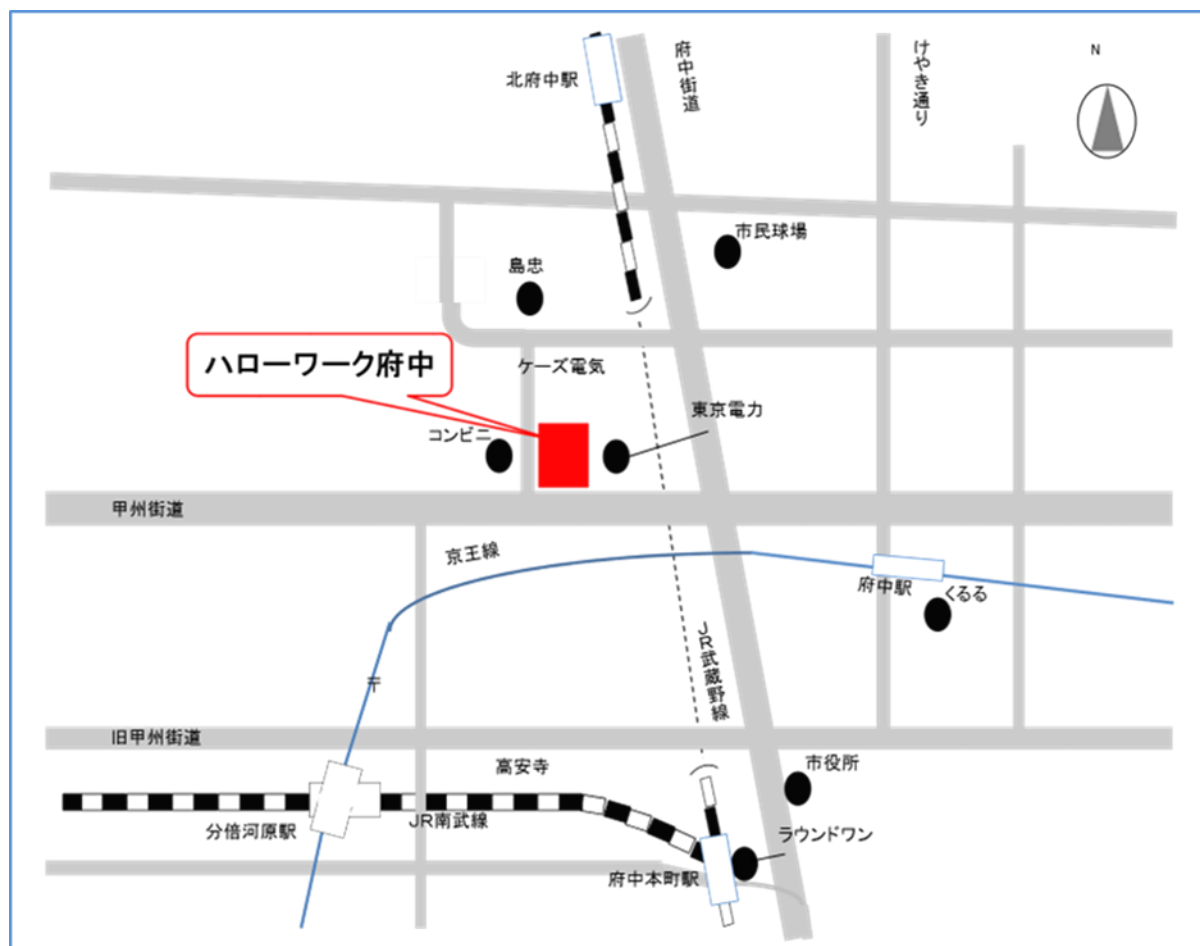 N
北府中駅
府中街道
けやき通り
市民球場
島忠
ハローワーク府中
ケーズ電気
東京電力
コンビニ
甲州街道
京王線
府中駅
くるる
JR武蔵野線
〒
旧甲州街道
高安寺
市役所
JR南武線
分倍河原駅
ラウンドワン
府中本町駅